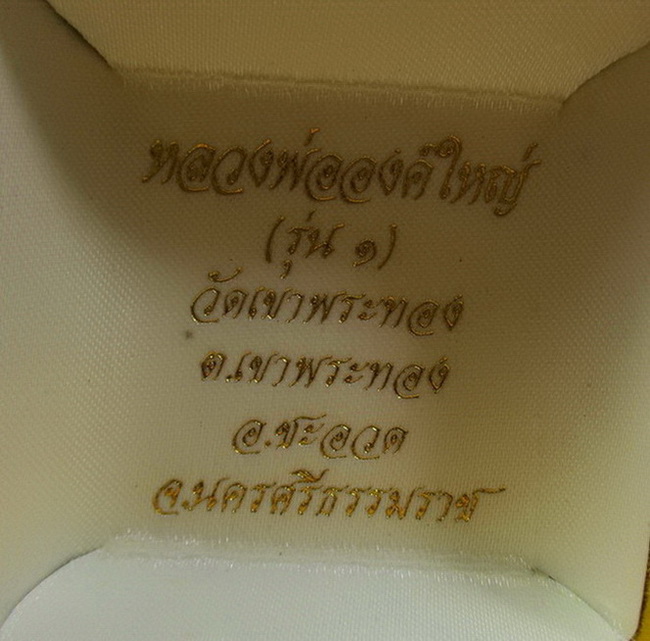 หลวงพ่อองค์ใหญ่
(รุ่น ๑)
วัดเขาพระทอง
ต.เขาพระทอง
อ.ชะอวด
จ.นครศรีธรรมราช